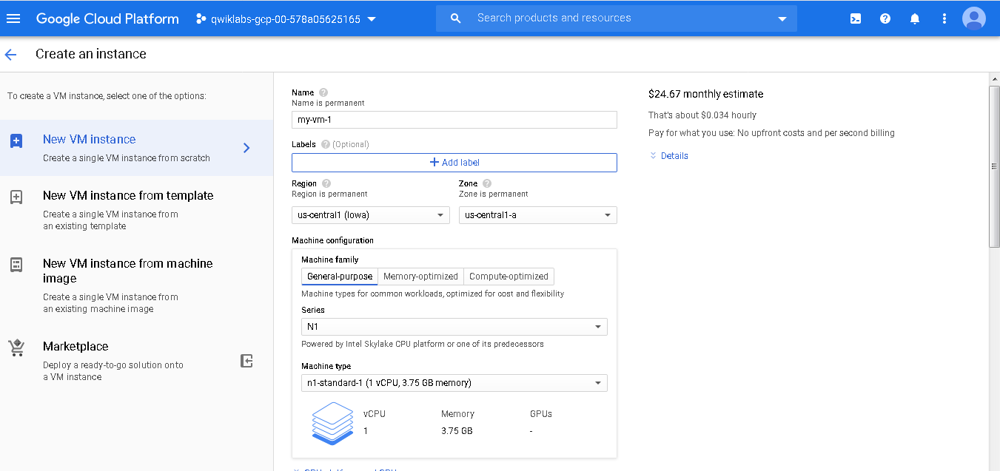 Google Cloud Platform
qwiklabs-gcp-00-578a05625165
Search products and resources
Create an instance
To create a VM instance, select one of the options:
New VM instance
Create a single VM instance from scratch
New VM instance from template
Create a single VM instance from
an existing template
New VM instance from machine
image
Create a single VM instance from
an existing machine image
Marketplace
Deploy a ready-to-go solution onto
a VM instance
Name
Name is permanent
my-vm-1
Labels (Optional)
+ Add label
Region
Region is permanent
us-central1 (Iowa)
Zone
Zone is permanent
us-central1-a
Machine configuration
Machine family
General-purpose Memory-optimized Compute-optimized
Machine types for common workloads, optimized for cost and flexibility
Series
N1
Powered by Intel Skylake CPU platform or one of its predecessors
Machine type
n1-standard-1 (1 vCPU, 3.75 GB memory)
vCPU Memory GPUs
1 3.75 GB -
$24.67 monthly estimate
That's about $0.034 hourly
Pay for what you use: No upfront costs and per second billing
Details